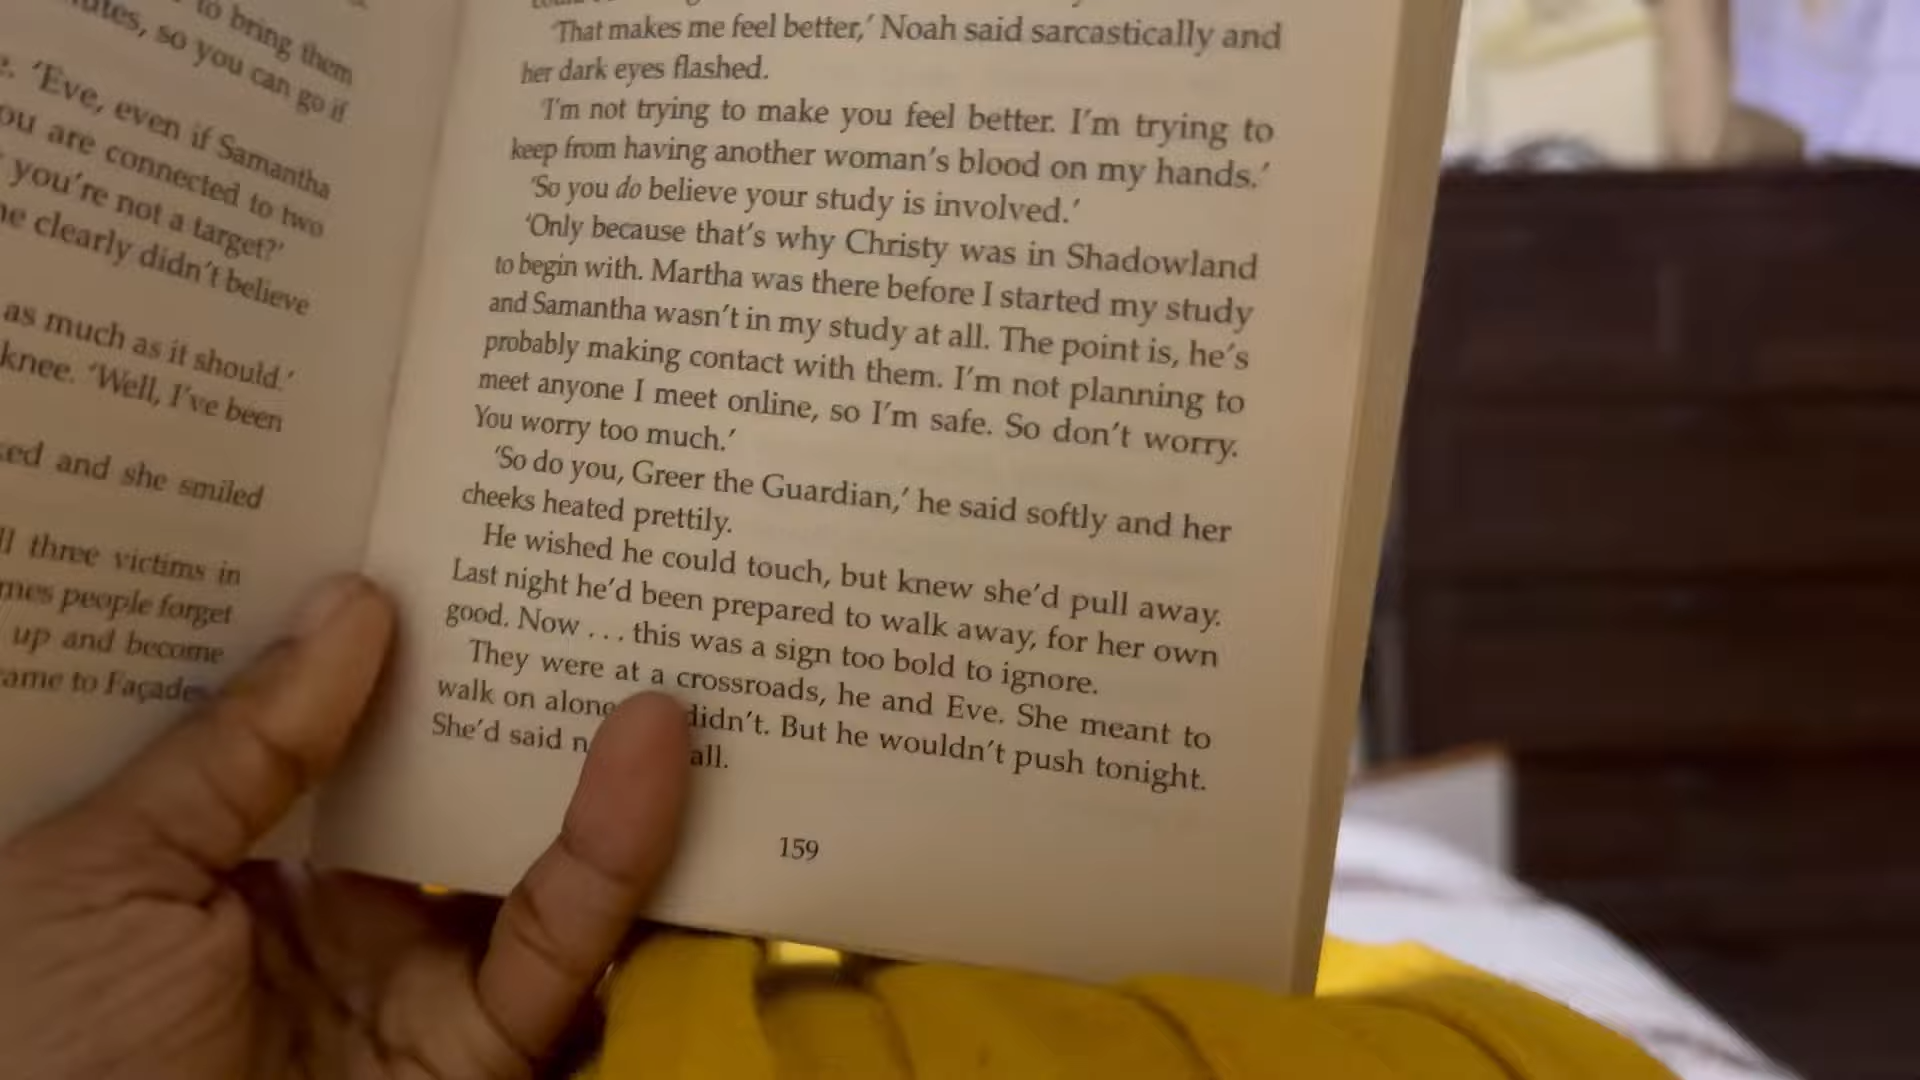 to bring them
so you can go if
'Eve, even if Samantha
you are connected to two
you're not a target?'
clearly didn't believe
as much as it should.'
knee. 'Well, I've been
and she smiled
three victims in
people forget
up and become
came to Façades
'That makes me feel better,' Noah said sarcastically and
her dark eyes flashed.
'I'm not trying to make you feel better. I'm trying to
keep from having another woman's blood on my hands.'
'So you do believe your study is involved.'
'Only because that's why Christy was in Shadowland
to begin with. Martha was there before I started my study
and Samantha wasn't in my study at all. The point is, he's
probably making contact with them. I'm not planning to
meet anyone I meet online, so I'm safe. So don't worry.
You worry too much.'
'So do you, Greer the Guardian,' he said softly and her
cheeks heated prettily.
He wished he could touch, but knew she'd pull away.
Last night he'd been prepared to walk away, for her own
good. Now . . . this was a sign too bold to ignore.
They were at a crossroads, he and Eve. She meant to
walk on alone didn't. But he wouldn't push tonight.
She'd said all.
159